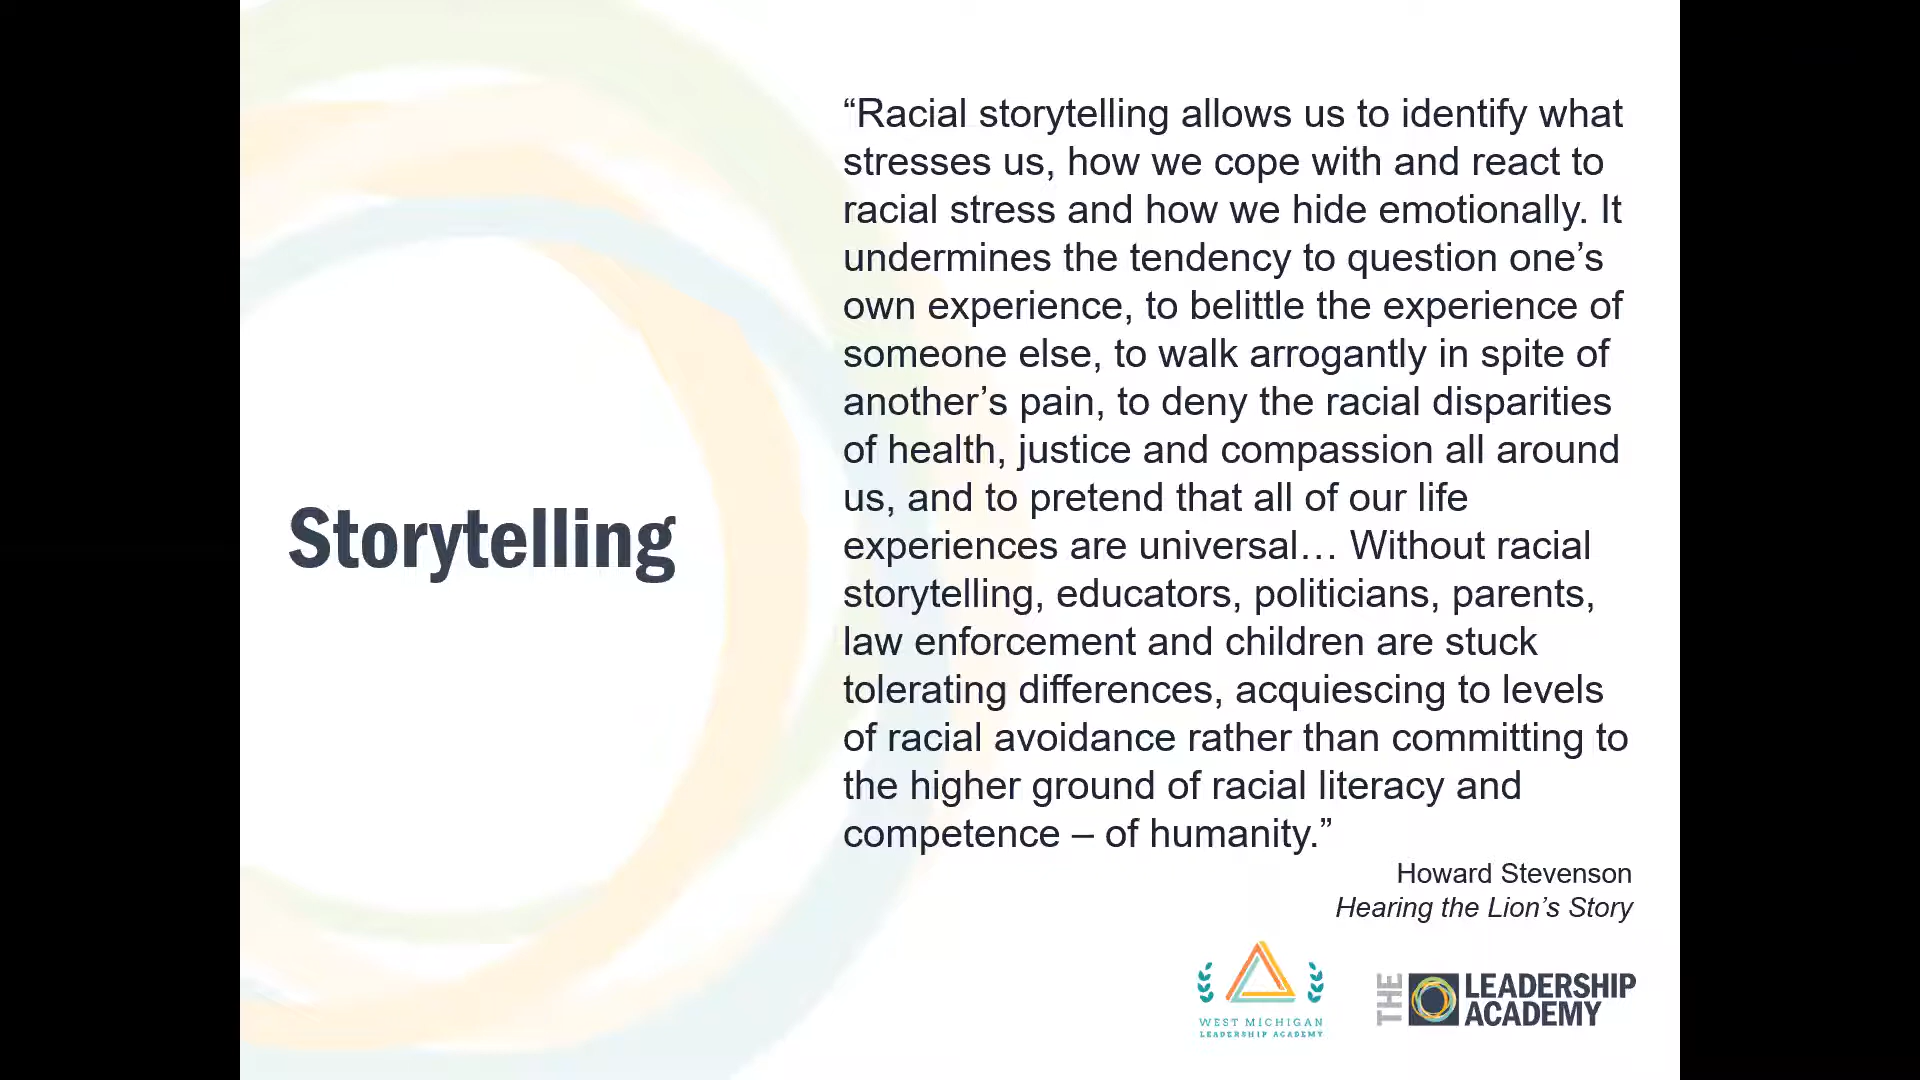 Storytelling
“Racial storytelling allows us to identify what
stresses us, how we cope with and react to
racial stress and how we hide emotionally. It
undermines the tendency to question one’s
own experience, to belittle the experience of
someone else, to walk arrogantly in spite of
another’s pain, to deny the racial disparities
of health, justice and compassion all around
us, and to pretend that all of our life
experiences are universal… Without racial
storytelling, educators, politicians, parents,
law enforcement and children are stuck
tolerating differences, acquiescing to levels
of racial avoidance rather than committing to
the higher ground of racial literacy and
competence – of humanity.”
Howard Stevenson
Hearing the Lion’s Story
WEST MICHIGAN
LEADERSHIP ACADEMY
THE
LEADERSHIP
ACADEMY